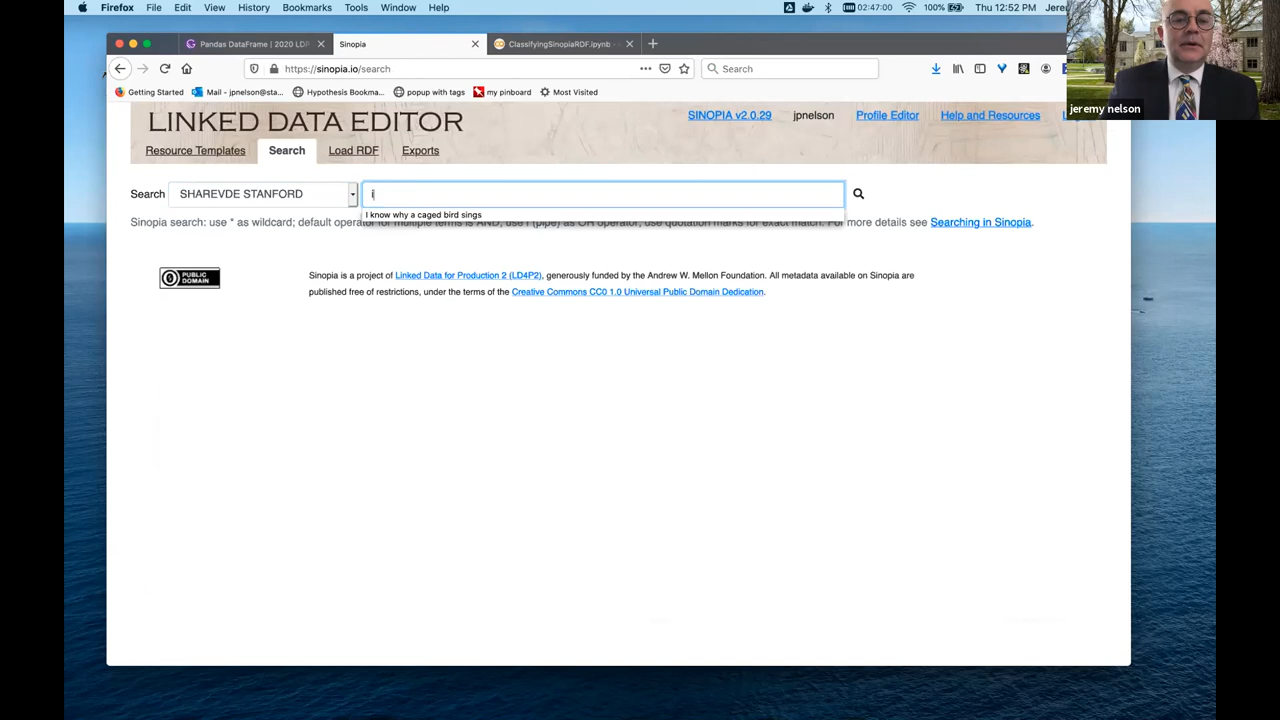 Firefox File Edit View History Bookmarks Tools Window Help 02:47:00 100% Thu 12:52 PM
Pandas DataFrame | 2020 LDP Sinopia ClassifyingSinopiaRDF.ipynb -
https://sinopia.io/search Search
Getting Started Mail - jpnelson@sta... Hypothesis Bookma... popup with tags my pinboard Most Visited
jeremy nelson
LINKED DATA EDITOR
SINOPIA v2.0.29 jpnelson Profile Editor Help and Resources
Resource Templates Search Load RDF Exports
Search SHAREVDE STANFORD i
I know why a caged bird sings
Sinopia search: use * as wildcard; default operator for multiple terms is AND; use | (pipe) as OR operator; use quotation marks for exact match. For more details see Searching in Sinopia.
PUBLIC DOMAIN
Sinopia is a project of Linked Data for Production 2 (LD4P2), generously funded by the Andrew W. Mellon Foundation. All metadata available on Sinopia are
published free of restrictions, under the terms of the Creative Commons CC0 1.0 Universal Public Domain Dedication.